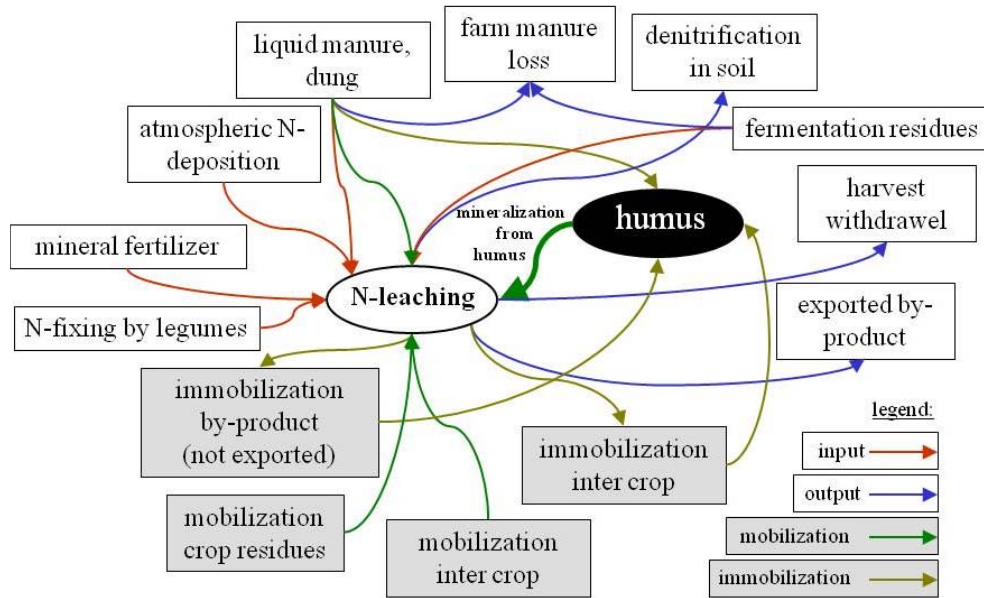 liquid manure,
dung
farm manure
loss
denitrification
in soil
atmospheric N-
deposition
fermentation residues
mineral fertilizer
mineralization
from
humus
humus
harvest
withdrawel
N-leaching
N-fixing by legumes
exported by-
product
immobilization
by-product
(not exported)
immobilization
inter crop
mobilization
crop residues
mobilization
inter crop
legend:
input
output
mobilization
immobilization